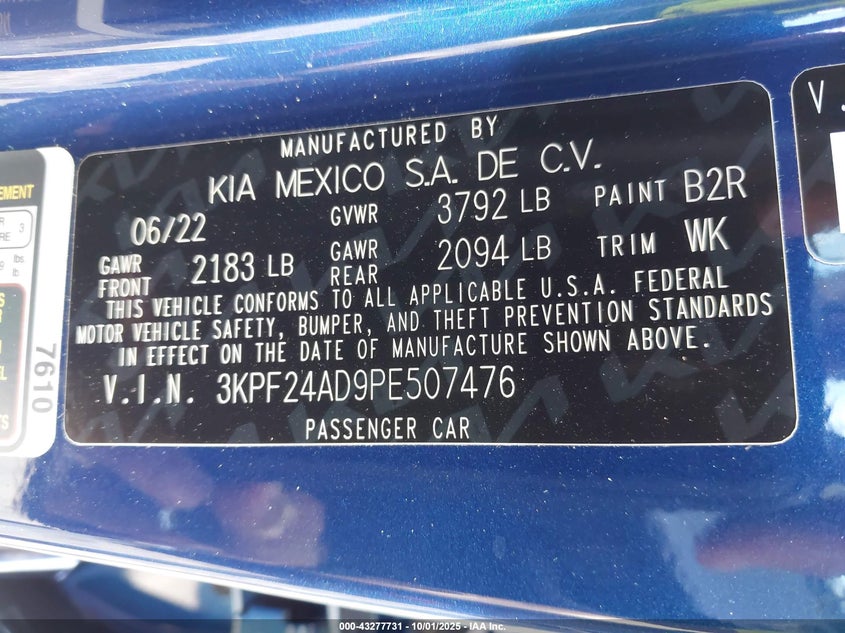 MANUFACTURED BY
KIA MEXICO S.A. DE C.V.
06/22 GVWR 3792 LB PAINT B2R
GAWR FRONT 2183 LB GAWR REAR 2094 LB TRIM WK
THIS VEHICLE CONFORMS TO ALL APPLICABLE U.S.A. FEDERAL
MOTOR VEHICLE SAFETY, BUMPER, AND THEFT PREVENTION STANDARDS
IN EFFECT ON THE DATE OF MANUFACTURE SHOWN ABOVE.
V.I.N. 3KPF24AD9PE507476
PASSENGER CAR
7610
V.
000-43277731 - 10/01/2025 - IAA Inc.